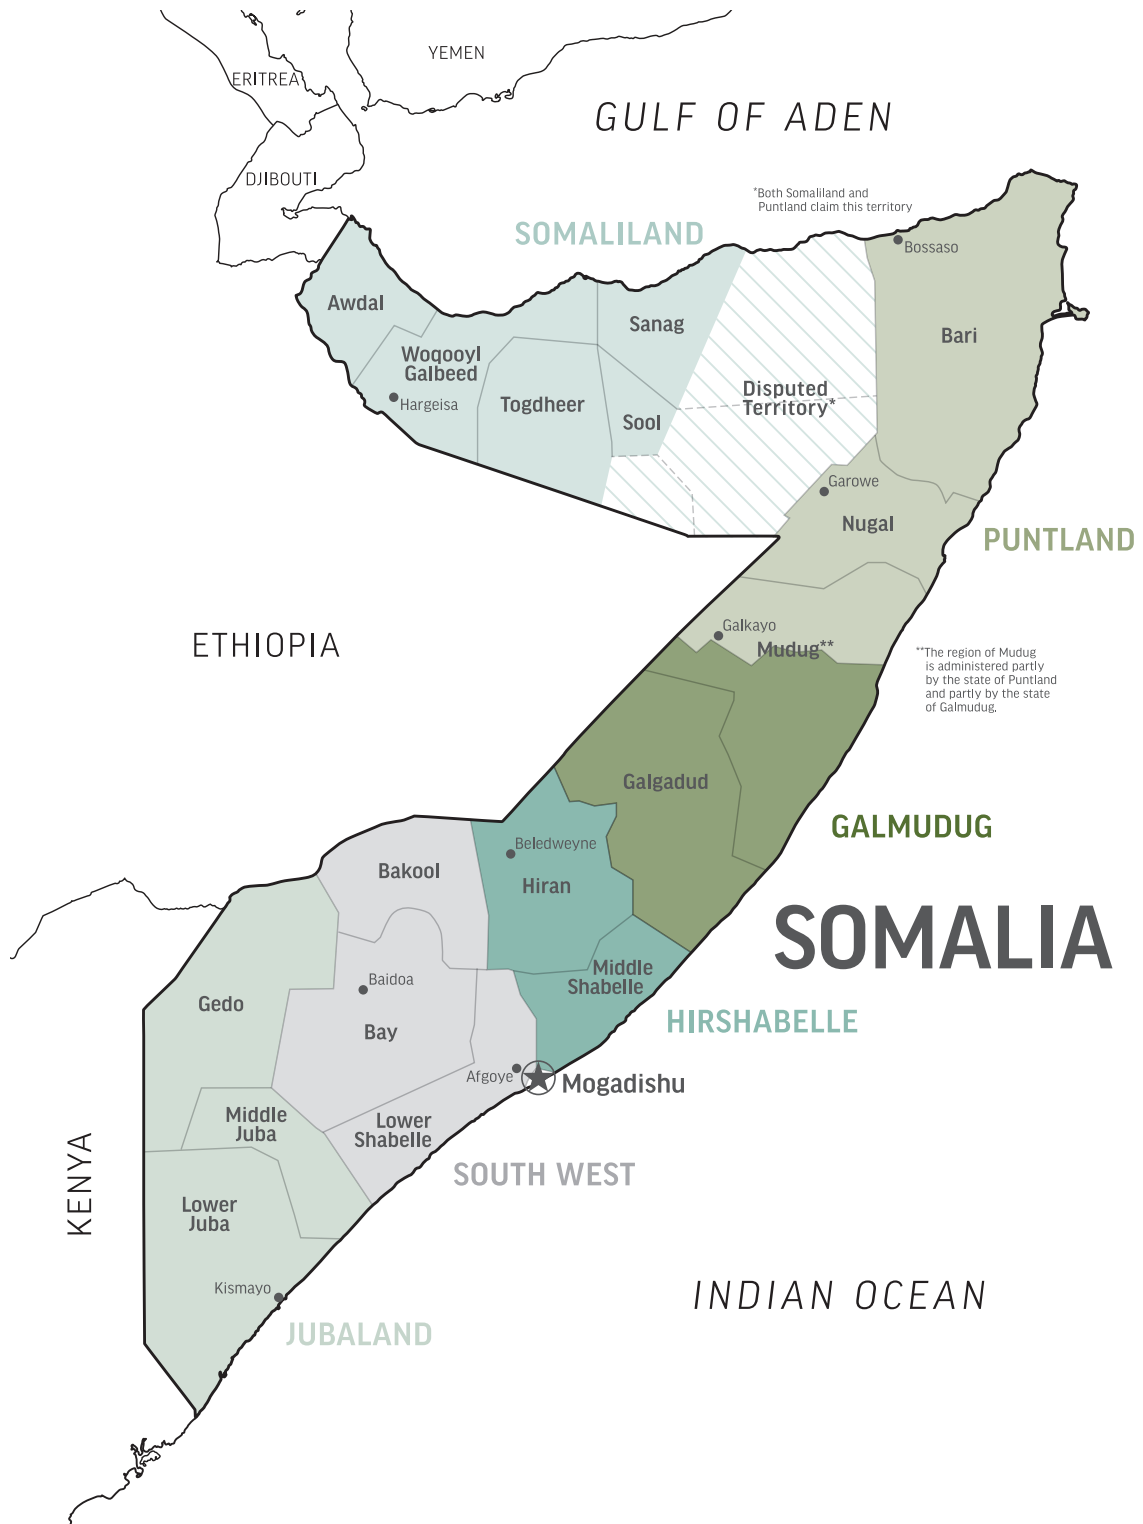 YEMEN
ERITREA
GULF OF ADEN
DJIBOUTI
*Both Somaliland and
Puntland claim this territory
SOMALILAND
Bossaso
Awdal
Sanag
Bari
Woqooyl
Galbeed
Disputed
Territory*
Hargeisa
Togdheer
Sool
Garowe
Nugal
PUNTLAND
ETHIOPIA
Galkayo
Mudug**
**The region of Mudug
is administered partly
by the state of Puntland
and partly by the state
of Galmudug.
Galgadud
GALMUDUG
Beledweyne
Bakool
Hiran
SOMALIA
Middle
Shabelle
Baidoa
Gedo
HIRSHABELLE
Bay
Afgoye
Mogadishu
Middle
Juba
Lower
Shabelle
KENYA
SOUTH WEST
Lower
Juba
Kismayo
INDIAN OCEAN
JUBALAND